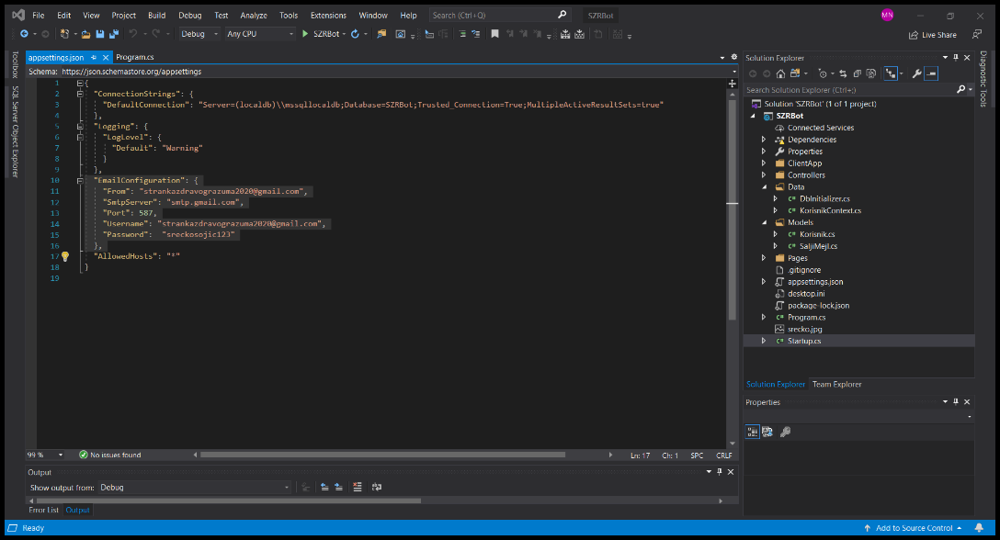 File Edit View Project Build Debug Test Analyze Tools Extensions Window Help Search (Ctrl+Q) SZRBot MN
Debug Any CPU SZRBot Live Share
Toolbox
SQL Server Object Explorer
appsettings.json Program.cs
Schema: https://json.schemastore.org/appsettings
1 {
2 "ConnectionStrings": {
3 "DefaultConnection": "Server=(localdb)\\mssqllocaldb;Database=SZRBot;Trusted_Connection=True;MultipleActiveResultSets=true"
4 },
5 "Logging": {
6 "LogLevel": {
7 "Default": "Warning"
8 }
9 },
10 "EmailConfiguration": {
11 "From": "strankazdravograzuma2020@gmail.com",
12 "SmtpServer": "smtp.gmail.com",
13 "Port": 587,
14 "Username": "strankazdravograzuma2020@gmail.com",
15 "Password": "sreckosojic123"
16 },
17 "AllowedHosts": "*"
18 }
19
99 % No issues found Ln: 17 Ch: 1 SPC CRLF
Output
Show output from: Debug
Error List Output
Solution Explorer
Search Solution Explorer (Ctrl+;)
Solution 'SZRBot' (1 of 1 project)
SZRBot
Connected Services
Dependencies
Properties
ClientApp
Controllers
Data
C# DbInitializer.cs
C# KorisnikContext.cs
Models
C# Korisnik.cs
C# SaljiMejl.cs
Pages
.gitignore
appsettings.json
desktop.ini
package-lock.json
C# Program.cs
srecko.jpg
C# Startup.cs
Solution Explorer Team Explorer
Properties
Diagnostic Tools
Ready Add to Source Control